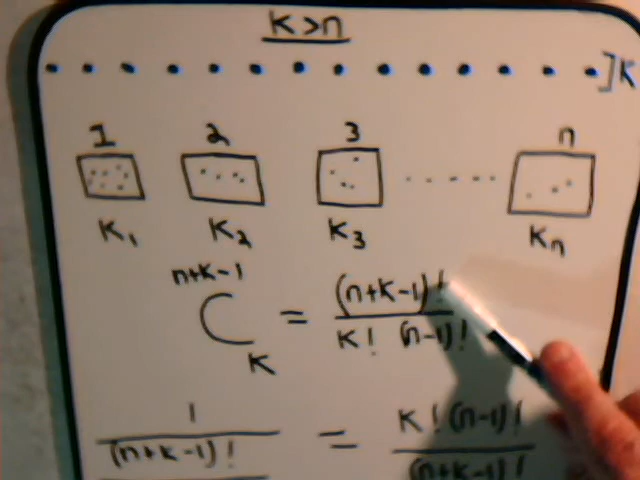 K>n
]K
1 2 3 n
K₁ K₂ K₃ ...... Kₙ
n+K-1
C = (n+K-1)! / K! (n-1)!
K
1 / (n+K-1)! = K! (n-1)! / (n+K-1)!